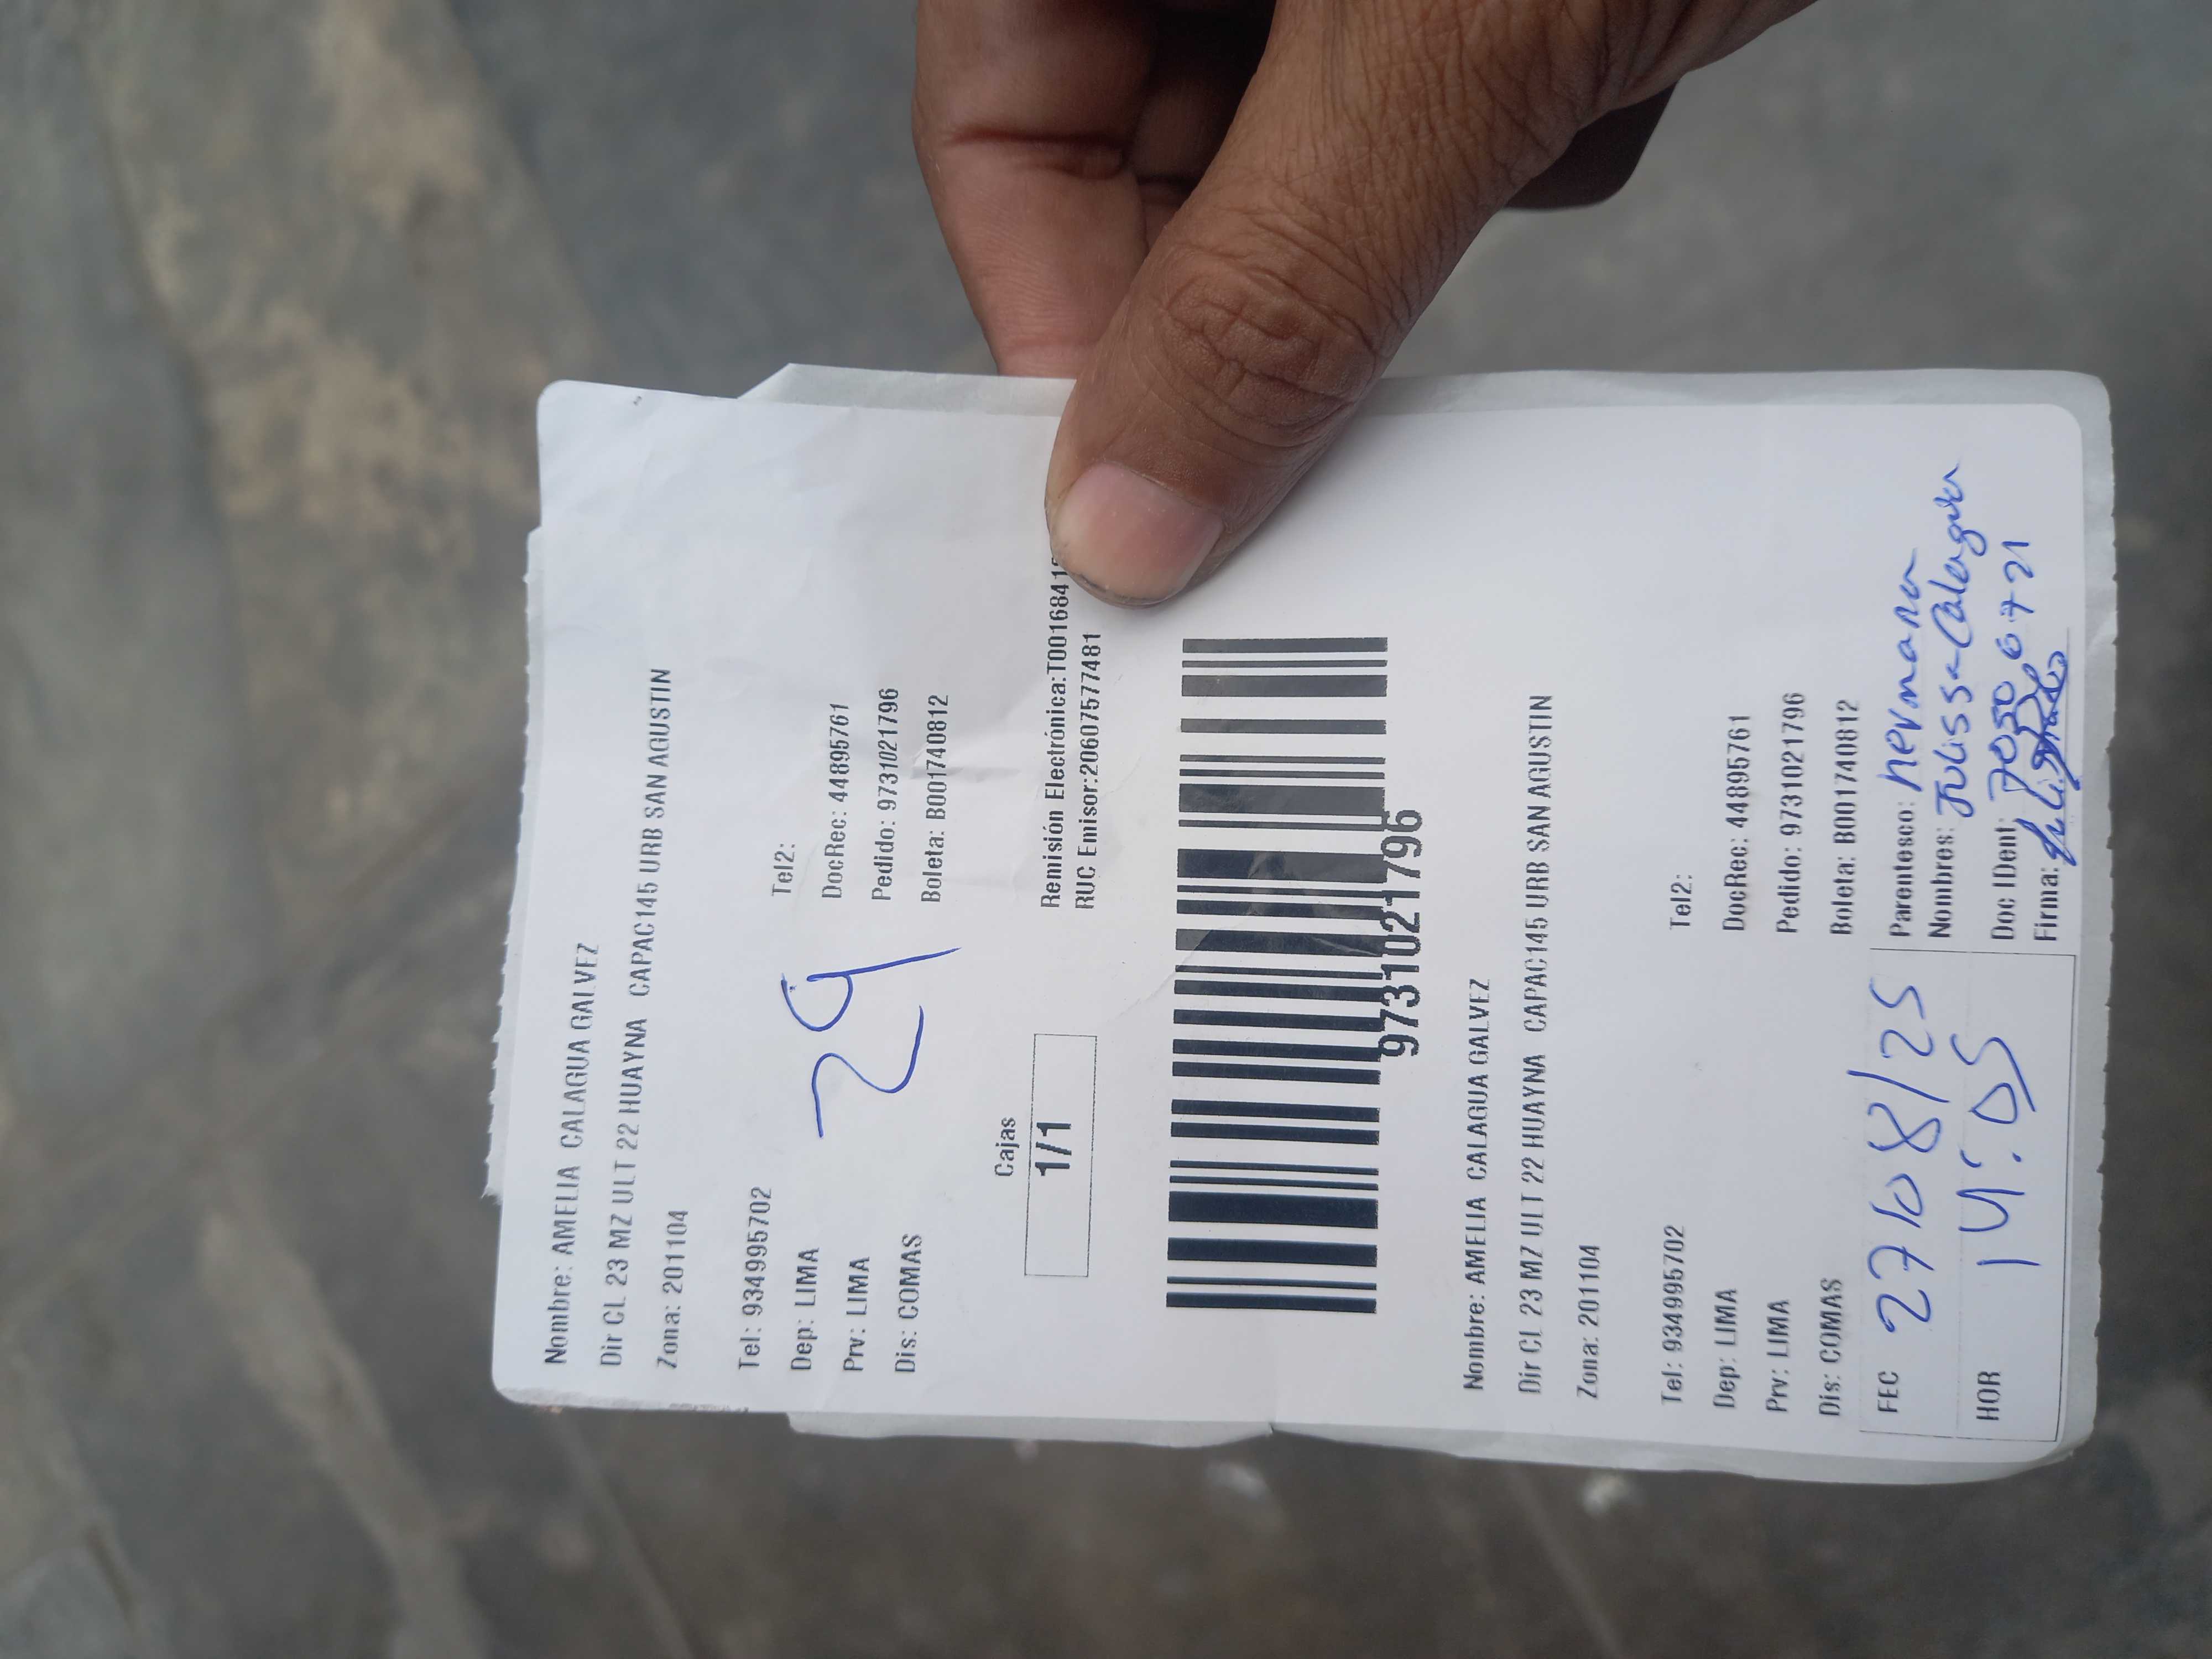 Nombre: AMELIA CALAGUA GALVEZ
Dir CL 23 MZ ULT 22 HUAYNA CAPAC145 URB SAN AGUSTIN
Zona: 201104
Tel: 934995702 Tel2:
Dep: LIMA DocRec: 44895761
Prv: LIMA Pedido: 9731021796
Dis: COMAS Boleta: B001740812
29
Cajas
1/1
Remisión Electrónica:T0016841
RUC Emisor:20607577481
9731021796
Nombre: AMELIA CALAGUA GALVEZ
Dir CL 23 MZ ULT 22 HUAYNA CAPAC145 URB SAN AGUSTIN
Zona: 201104
Tel: 934995702 Tel2:
Dep: LIMA DocRec: 44895761
Prv: LIMA Pedido: 9731021796
Dis: COMAS Boleta: B001740812
FEC 27/08/25 Parentesco: Hermana
Nombres: Julissa Calagua
HOR 14:05 Doc IDent: 70506721
Firma: